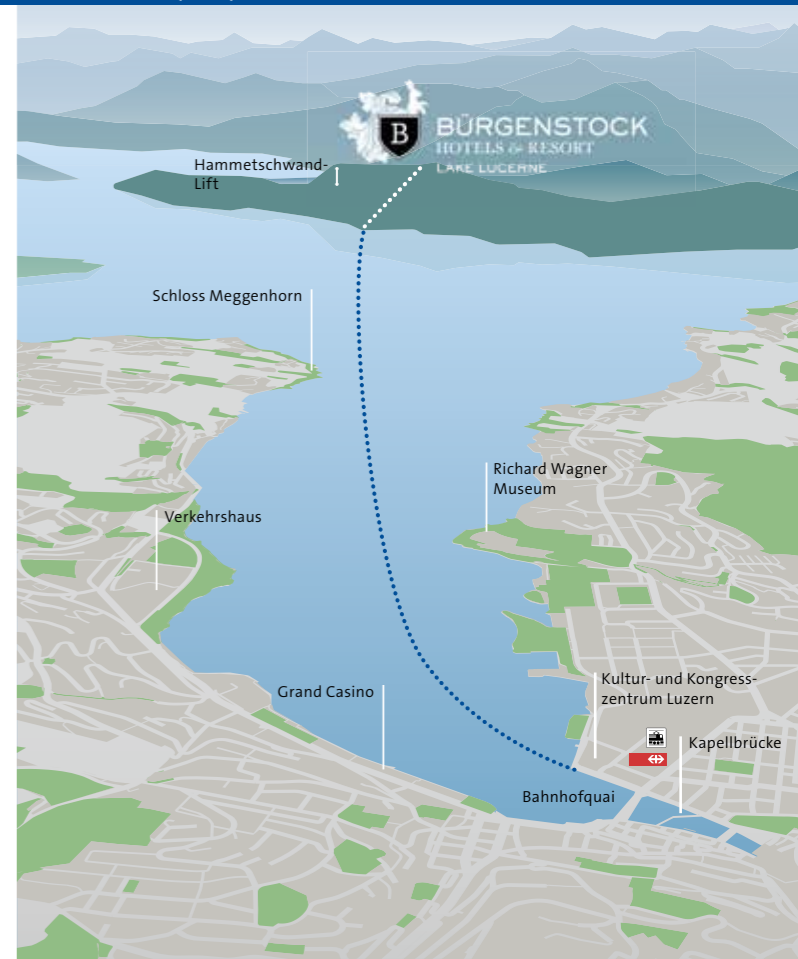 B
BÜRGENSTOCK
HOTELS & RESORT
LAKE LUCERNE
Hammetschwand-
Lift
Schloss Meggenhorn
Richard Wagner
Museum
Verkehrshaus
Kultur- und Kongress-
zentrum Luzern
Grand Casino
Kapellbrücke
Bahnhofquai